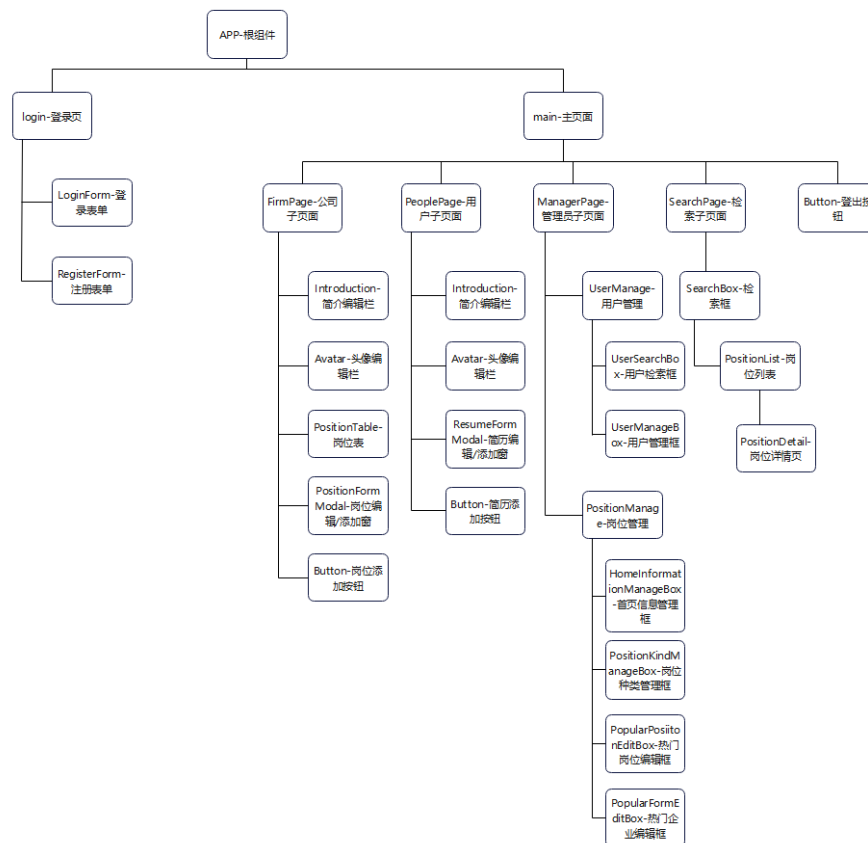 APP-根组件
login-登录页
main-主页面
LoginForm-登
录表单
RegisterForm-
注册表单
FirmPage-公司
子页面
PeoplePage-用
户子页面
ManagerPage-
管理员子页面
SearchPage-检
索子页面
Button-登出按
钮
Introduction-
简介编辑栏
Avatar-头像编
辑栏
PositionTable-
岗位表
PositionForm
Modal-岗位编
辑/添加窗
Button-岗位添
加按钮
Introduction-
简介编辑栏
Avatar-头像编
辑栏
ResumeForm
Modal-简历编
辑/添加窗
Button-简历添
加按钮
UserManage-
用户管理
UserSearchBo
x-用户检索框
UserManageB
ox-用户管理框
PositionManag
e-岗位管理
HomeInformat
ionManageBox
-首页信息管理
框
PositionKindM
anageBox-岗位
种类管理框
PopularPosiito
nEditBox-热门
岗位编辑框
PopularFormE
ditBox-热门企
业编辑框
SearchBox-检
索框
PositionList-岗
位列表
PositionDetail-
岗位详情页